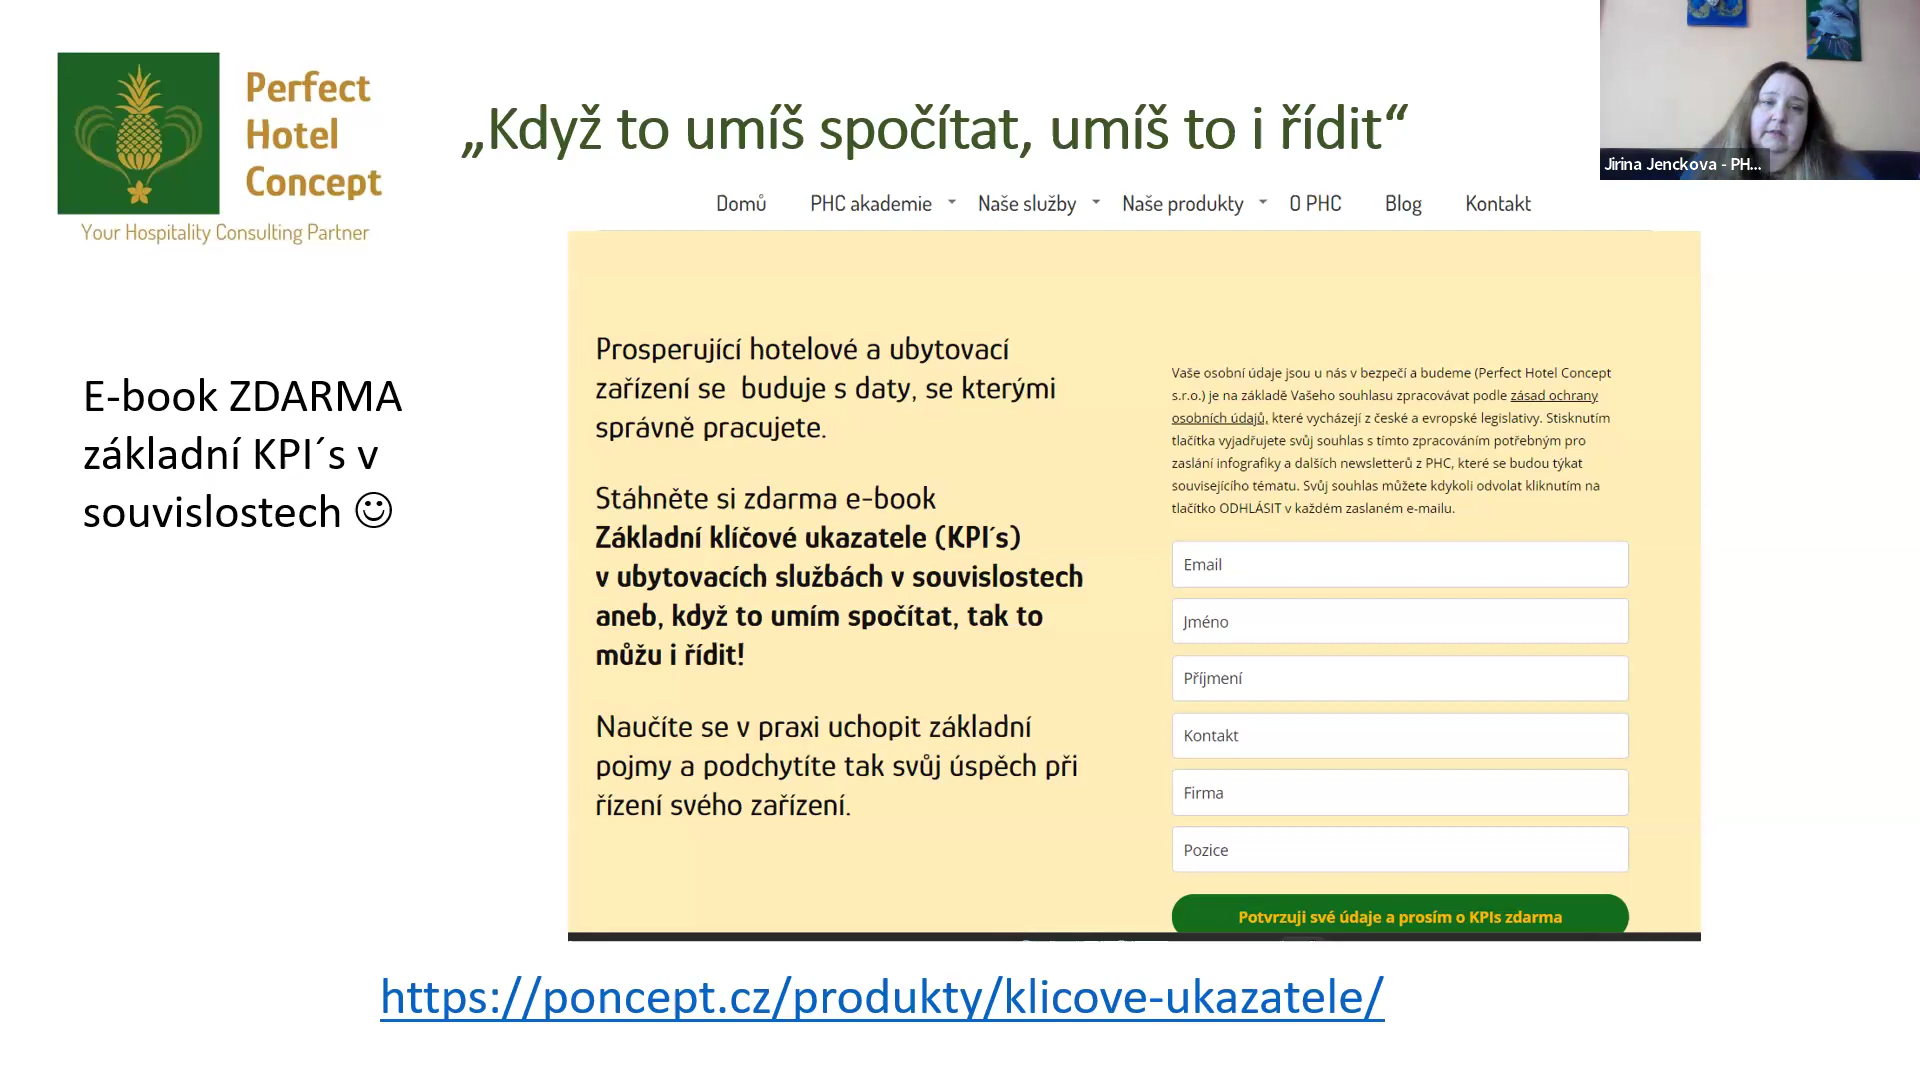 Perfect
Hotel
Concept
Your Hospitality Consulting Partner
„Když to umíš spočítat, umíš to i řídit“
Jirina Jenckova - PH...
Domů PHC akademie Naše služby Naše produkty O PHC Blog Kontakt
E-book ZDARMA
základní KPI´s v
souvislostech ☺
Prosperující hotelové a ubytovací
zařízení se buduje s daty, se kterými
správně pracujete.
Stáhněte si zdarma e-book
Základní klíčové ukazatele (KPI´s)
v ubytovacích službách v souvislostech
aneb, když to umím spočítat, tak to
můžu i řídit!
Naučíte se v praxi uchopit základní
pojmy a podchytíte tak svůj úspěch při
řízení svého zařízení.
Vaše osobní údaje jsou u nás v bezpečí a budeme (Perfect Hotel Concept
s.r.o.) je na základě Vašeho souhlasu zpracovávat podle zásad ochrany
osobních údajů, které vycházejí z české a evropské legislativy. Stisknutím
tlačítka vyjadřujete svůj souhlas s tímto zpracováním potřebným pro
zaslání infografiky a dalších newsletterů z PHC, které se budou týkat
souvisejícího tématu. Svůj souhlas můžete kdykoli odvolat kliknutím na
tlačítko ODHLÁSIT v každém zaslaném e-mailu.
Email
Jméno
Příjmení
Kontakt
Firma
Pozice
Potvrzuji své údaje a prosím o KPIs zdarma
https://poncept.cz/produkty/klicove-ukazatele/